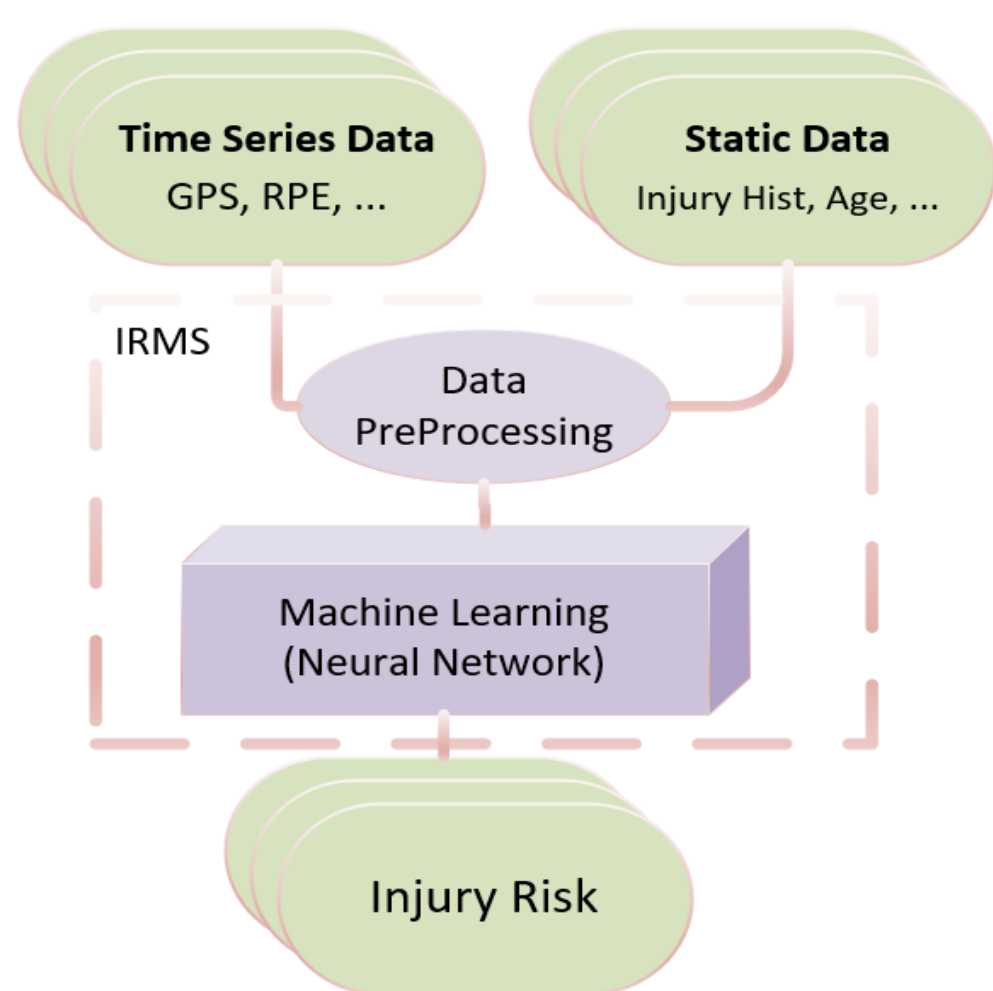 Time Series Data
GPS, RPE, ...
Static Data
Injury Hist, Age, ...
IRMS
Data
PreProcessing
Machine Learning
(Neural Network)
Injury Risk